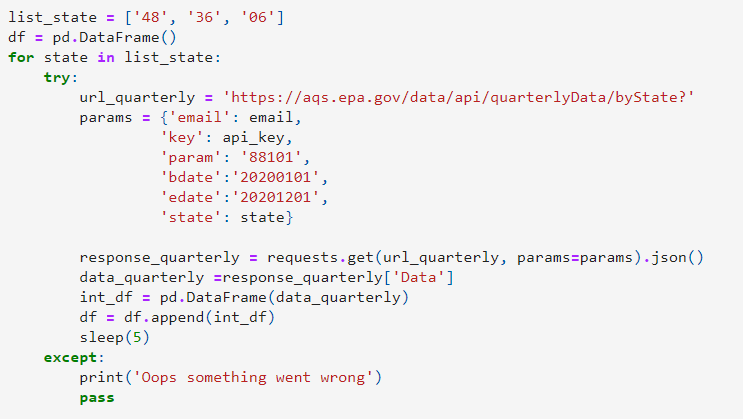 list_state = ['48', '36', '06']
df = pd.DataFrame()
for state in list_state:
    try:
        url_quarterly = 'https://aqs.epa.gov/data/api/quarterlyData/byState?'
        params = {'email': email,
                 'key': api_key,
                 'param': '88101',
                 'bdate':'20200101',
                 'edate':'20201201',
                 'state': state}
        response_quarterly = requests.get(url_quarterly, params=params).json()
        data_quarterly =response_quarterly['Data']
        int_df = pd.DataFrame(data_quarterly)
        df = df.append(int_df)
        sleep(5)
    except:
        print('Oops something went wrong')
        pass